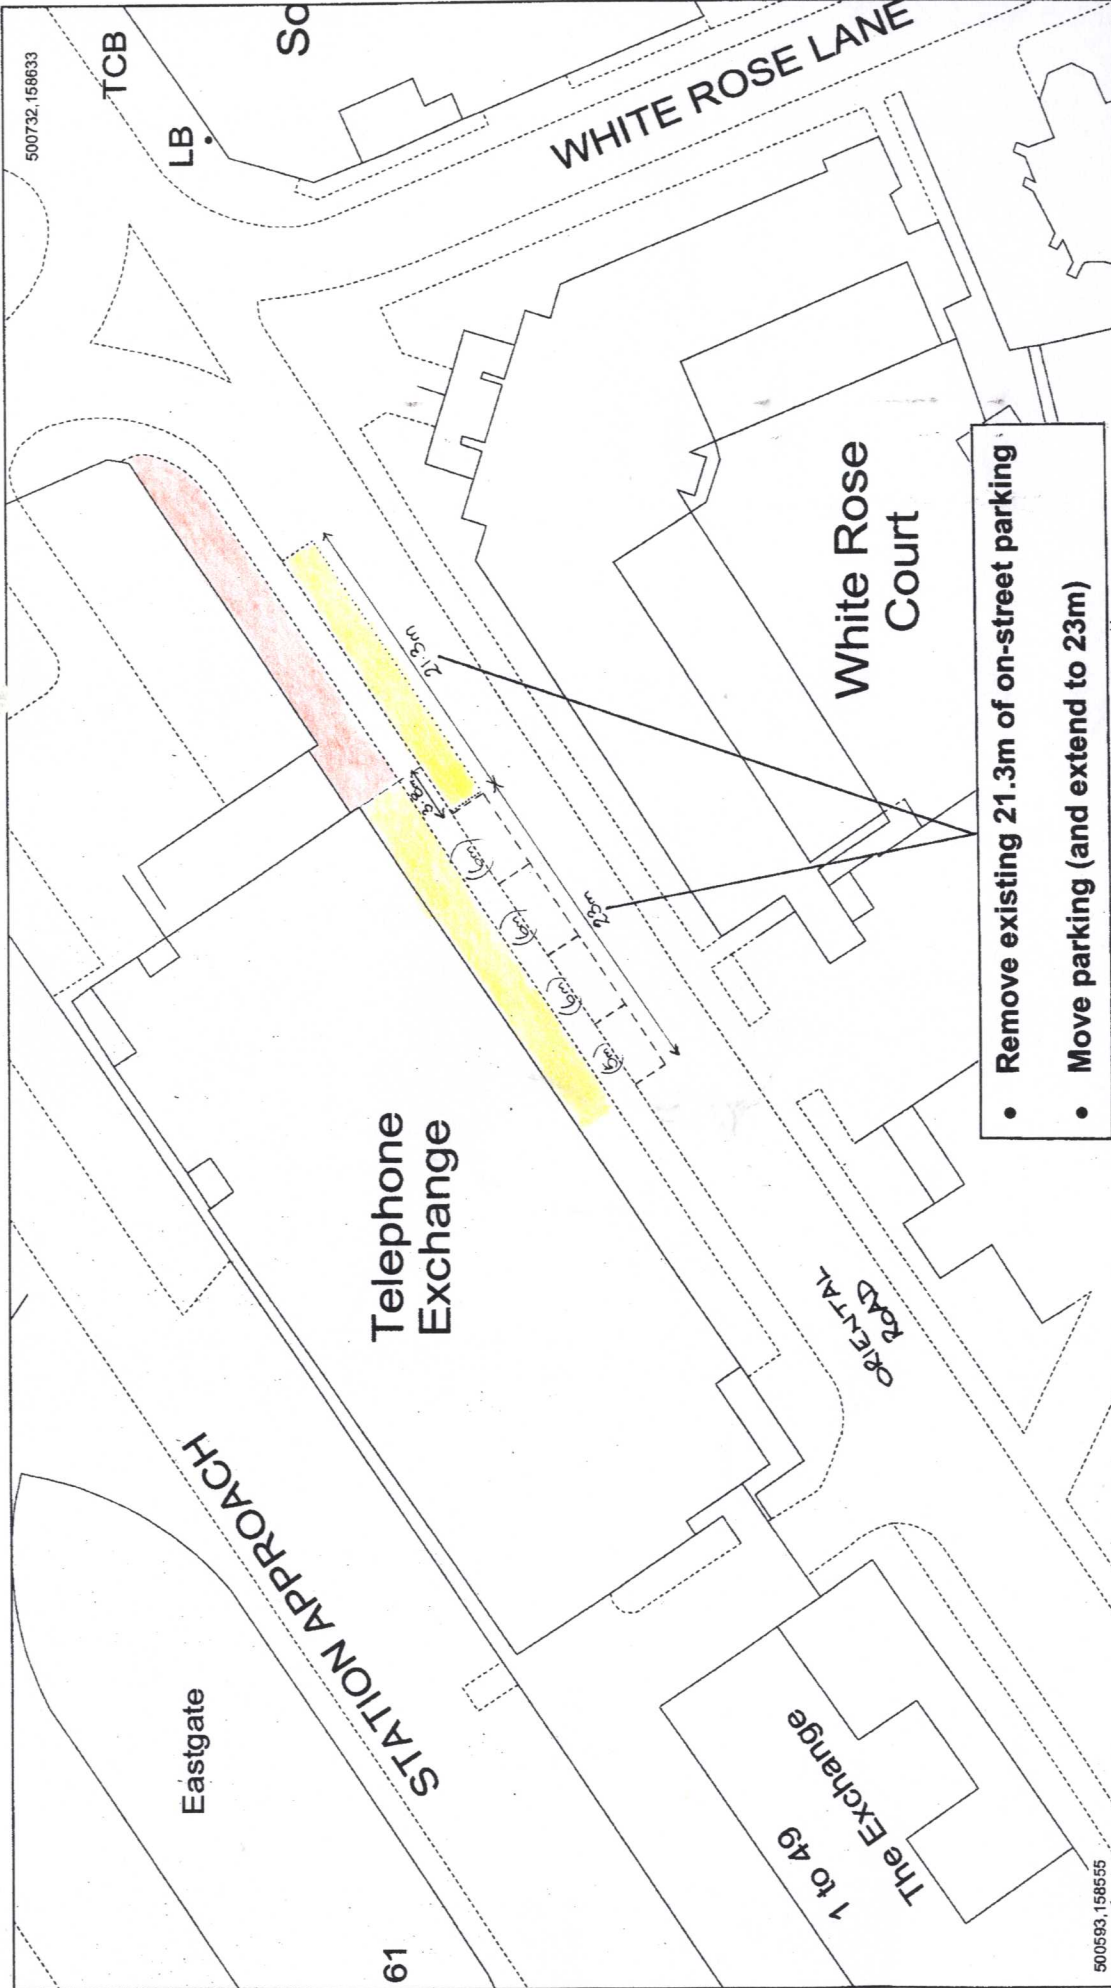 500732,158633
TCB
LB
So
WHITE ROSE LANE
Telephone
Exchange
White Rose
Court
21.3m
3.8m
(6m)
(6m)
(6m)
(5m)
23m
ORIENTAL
ROAD
STATION APPROACH
Eastgate
61
1 to 49
The Exchange
500593,158555
• Remove existing 21.3m of on-street parking
• Move parking (and extend to 23m)